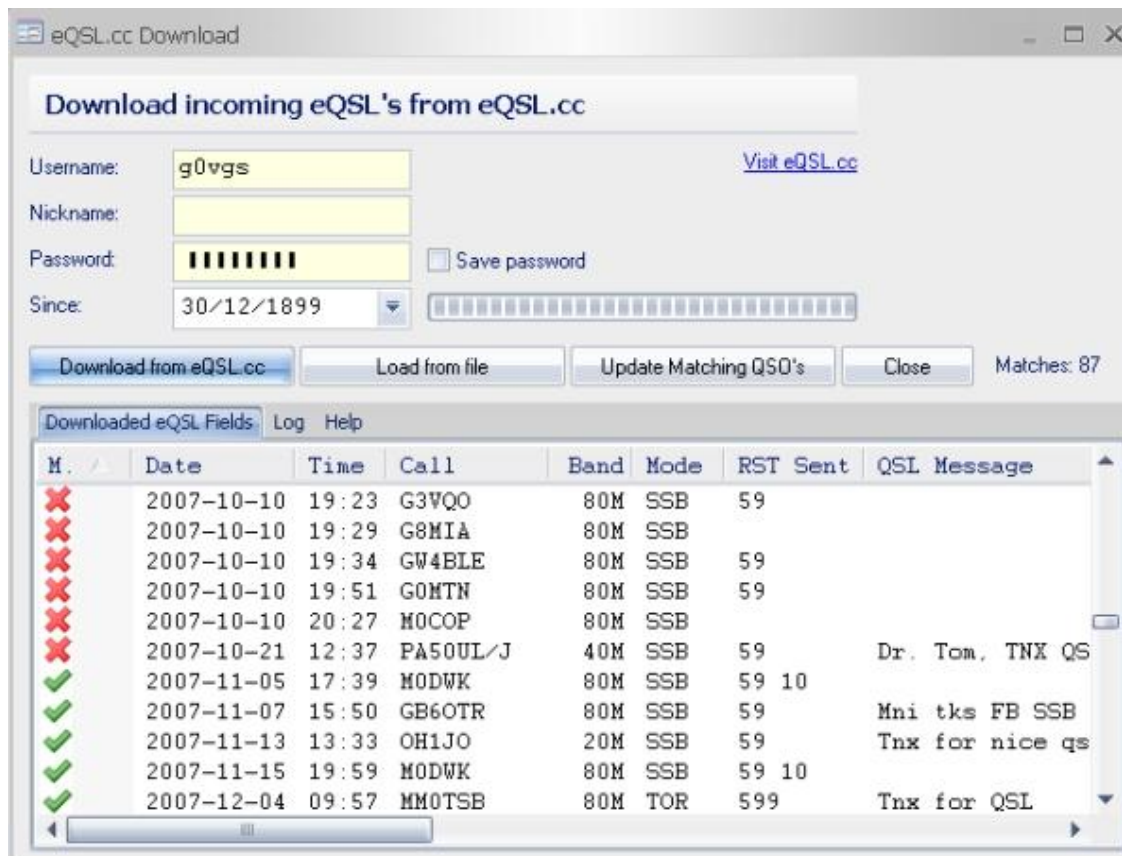 eQSL.cc Download
Download incoming eQSL's from eQSL.cc
Username: g0vgs Visit eQSL.cc
Nickname:
Password: Save password
Since: 30/12/1899
Download from eQSL.cc Load from file Update Matching QSO's Close Matches: 87
Downloaded eQSL Fields Log Help
M. Date Time Call Band Mode RST Sent QSL Message
2007-10-10 19:23 G3VQO 80M SSB 59
2007-10-10 19:29 G8MIA 80M SSB
2007-10-10 19:34 GW4BLE 80M SSB 59
2007-10-10 19:51 G0MTN 80M SSB 59
2007-10-10 20:27 M0COP 80M SSB
2007-10-21 12:37 PA50UL/J 40M SSB 59 Dr. Tom, TNX QS
2007-11-05 17:39 M0DWK 80M SSB 59 10
2007-11-07 15:50 GB6OTR 80M SSB 59 Mni tks FB SSB
2007-11-13 13:33 OH1JO 20M SSB 59 Tnx for nice qs
2007-11-15 19:59 M0DWK 80M SSB 59 10
2007-12-04 09:57 MM0TSB 80M TOR 599 Tnx for QSL